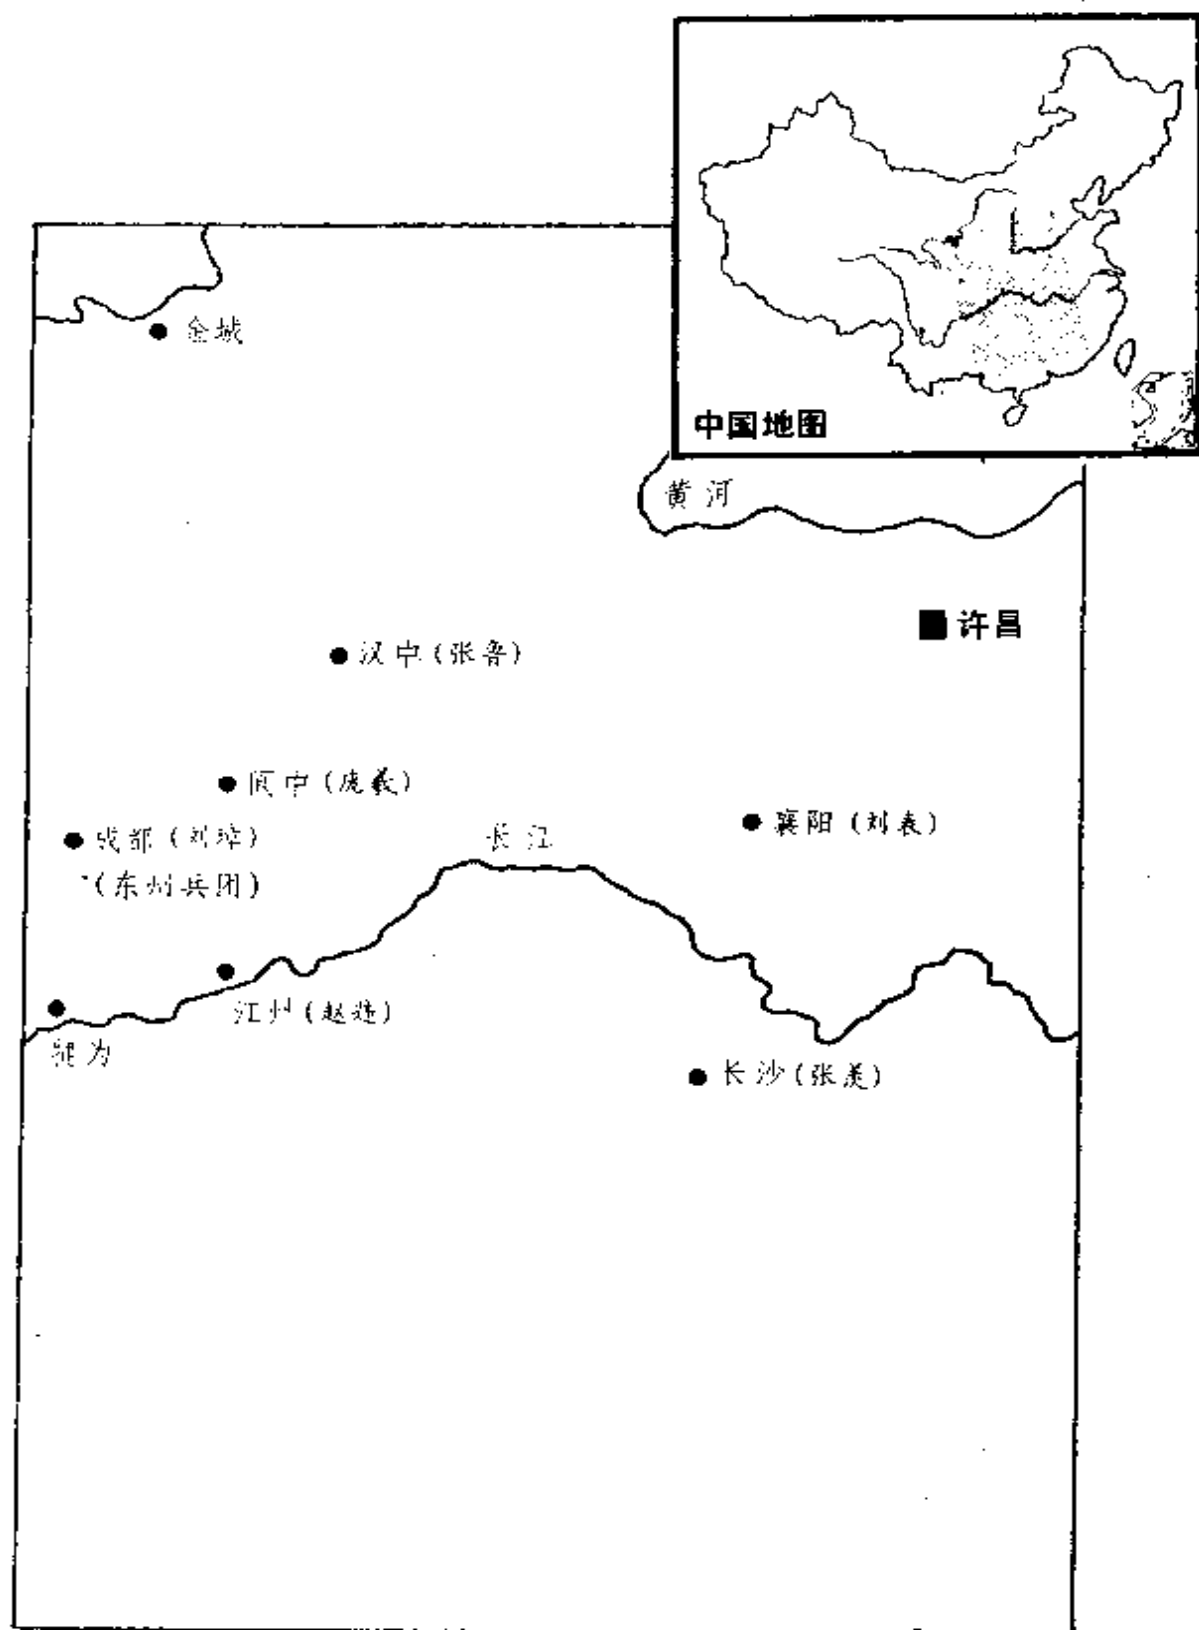 中国地图
金城
黄河
许昌
汉中(张鲁)
阆中(庞羲)
成都(刘璋)
(东州兵团)
长江
襄阳(刘表)
江州(赵韪)
犍为
长沙(张羡)